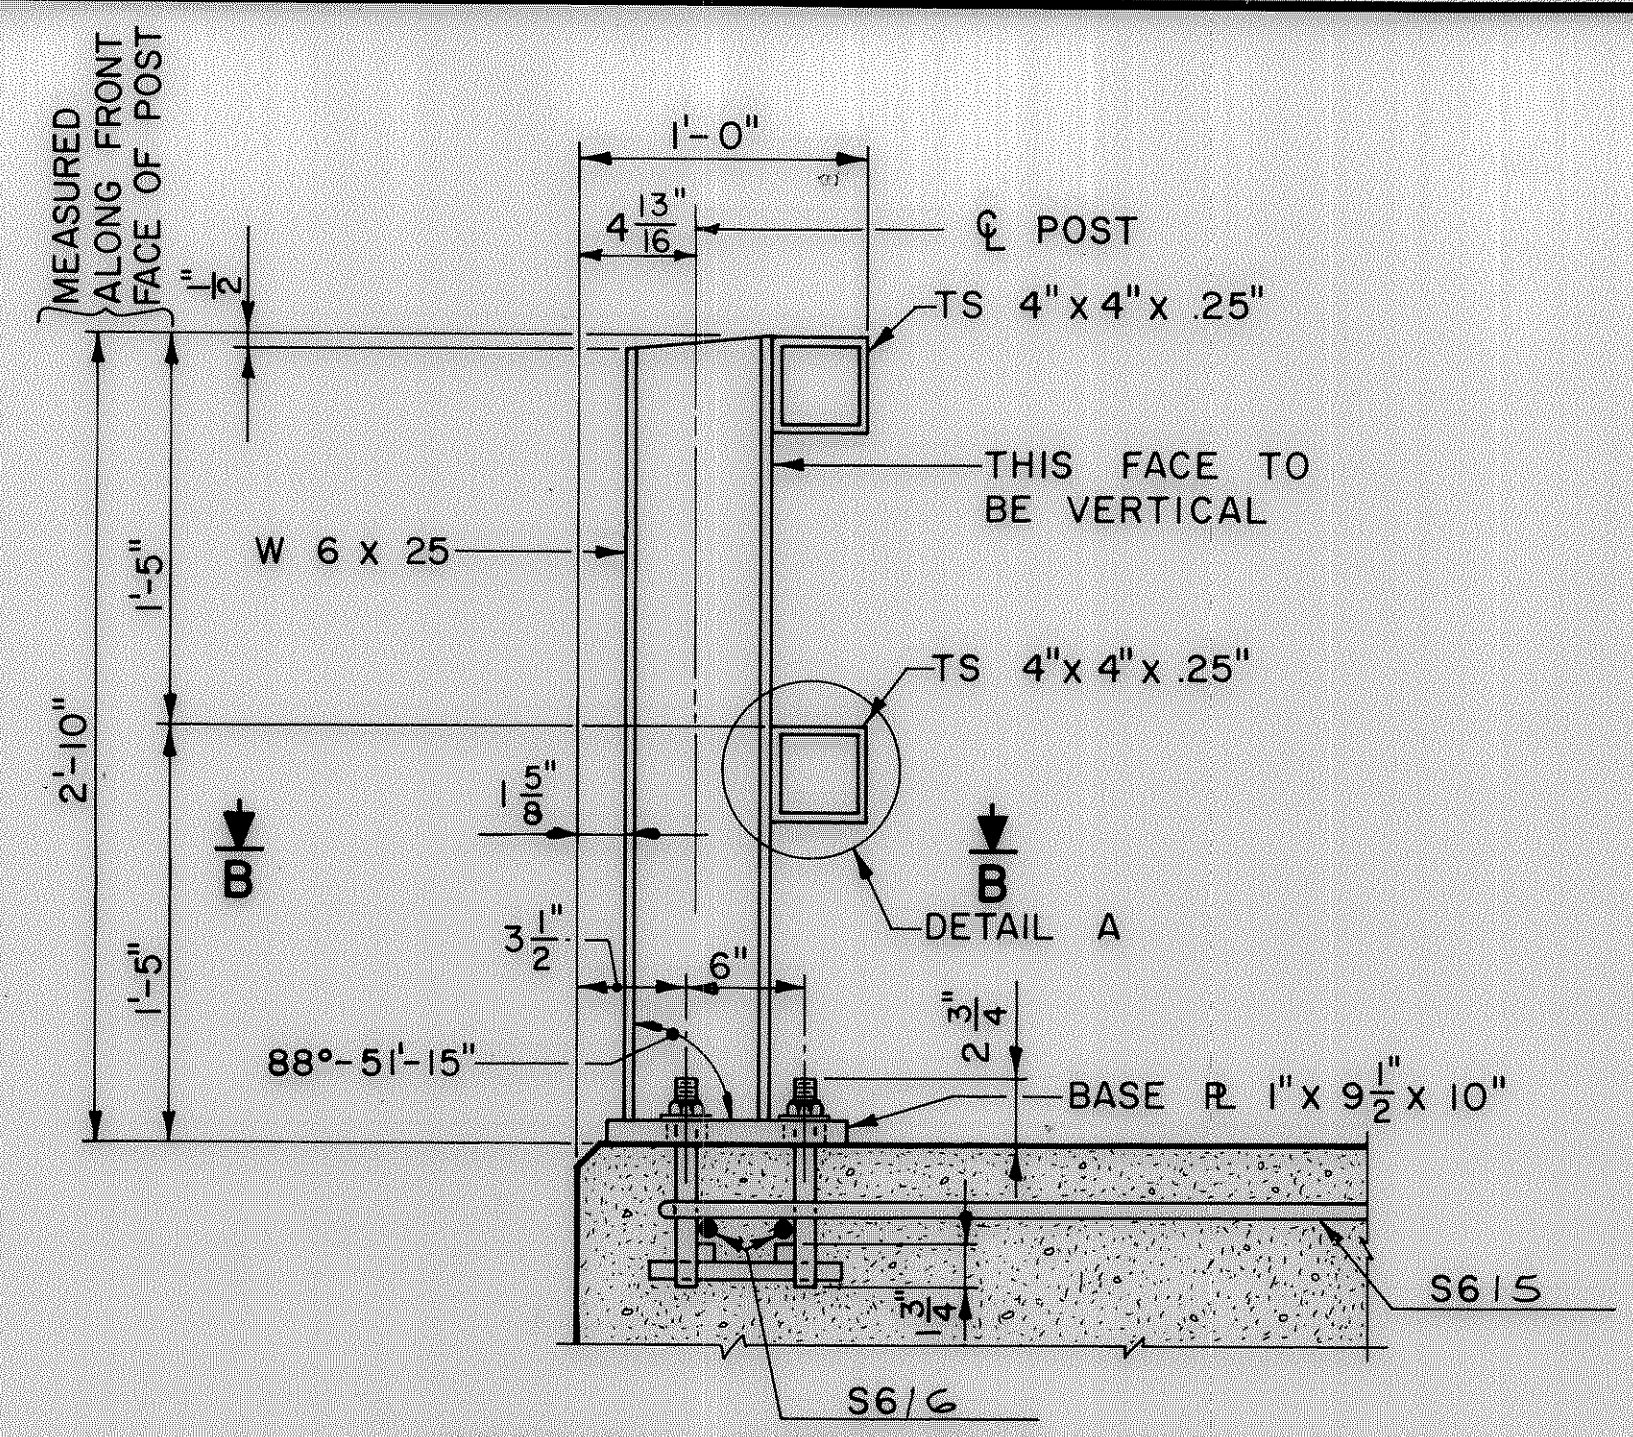 MEASURED
ALONG FRONT
FACE OF POST
1'-0"
4 13/16"
℄ POST
1/2"
TS 4" x 4" x .25"
THIS FACE TO
BE VERTICAL
W 6 x 25
1'-5"
TS 4" x 4" x .25"
2'-10"
1 5/8"
B
B
DETAIL A
3 1/2"
6"
1'-5"
2 3/4"
88°-51'-15"
BASE ℄ 1" x 9 1/2" x 10"
1 3/4"
S615
S616